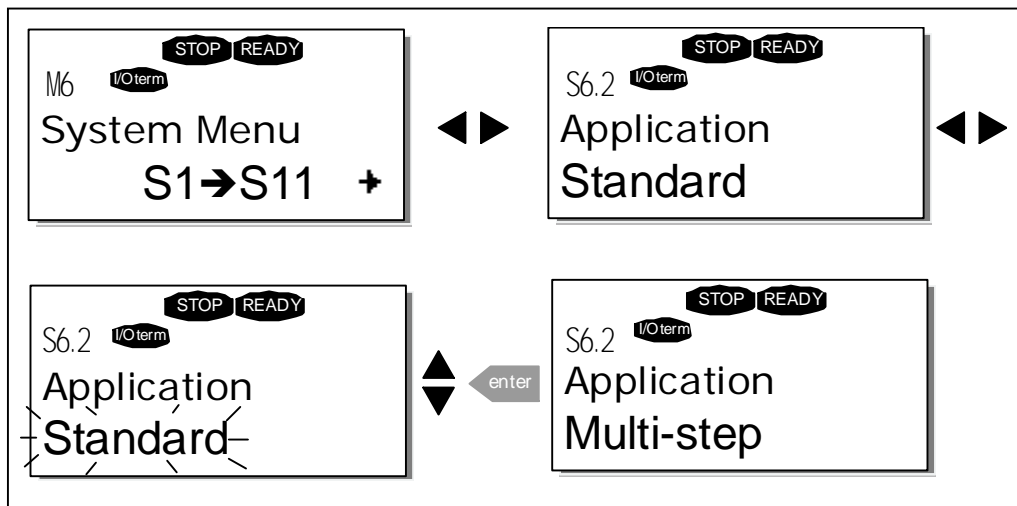 STOP READY
M6 I/Oterm
System Menu
S1➔S11
STOP READY
S6.2 I/Oterm
Application
Standard
STOP READY
S6.2 I/Oterm
Application
Standard
enter
STOP READY
S6.2 I/Oterm
Application
Multi-step